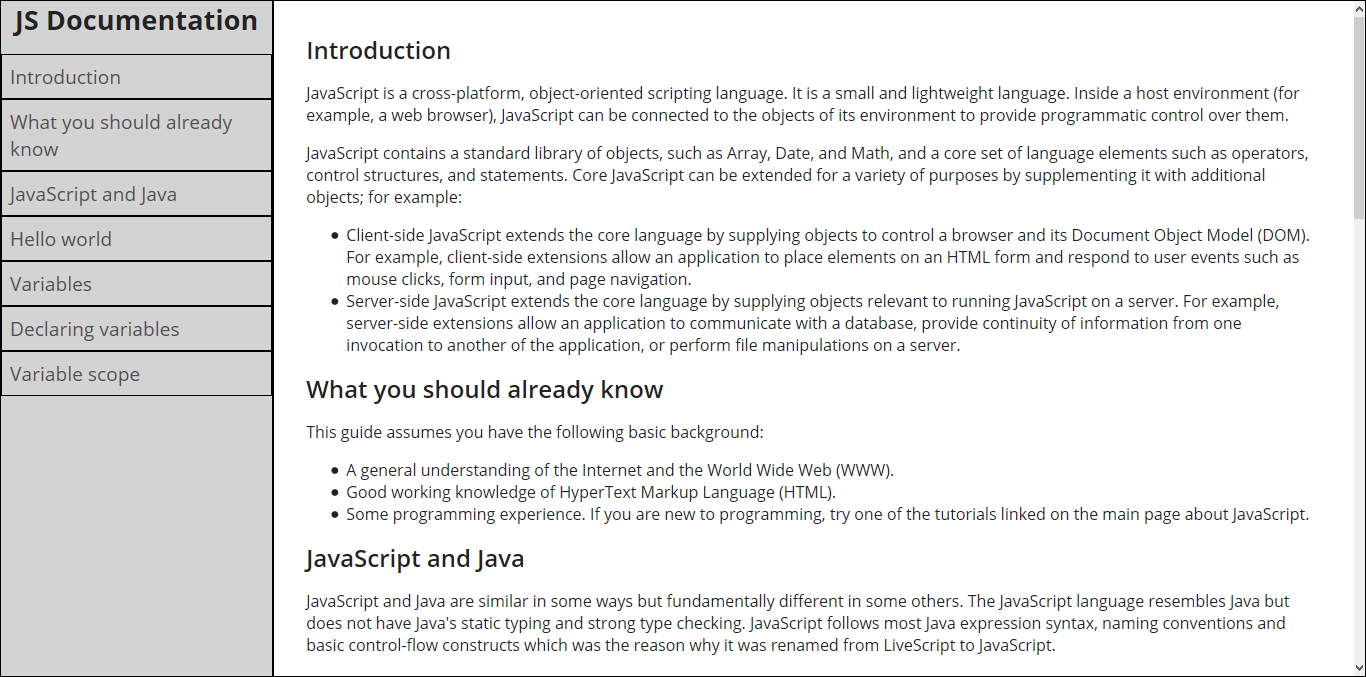 JS Documentation
Introduction
What you should already
know
JavaScript and Java
Hello world
Variables
Declaring variables
Variable scope
Introduction
JavaScript is a cross-platform, object-oriented scripting language. It is a small and lightweight language. Inside a host environment (for
example, a web browser), JavaScript can be connected to the objects of its environment to provide programmatic control over them.
JavaScript contains a standard library of objects, such as Array, Date, and Math, and a core set of language elements such as operators,
control structures, and statements. Core JavaScript can be extended for a variety of purposes by supplementing it with additional
objects; for example:
• Client-side JavaScript extends the core language by supplying objects to control a browser and its Document Object Model (DOM).
For example, client-side extensions allow an application to place elements on an HTML form and respond to user events such as
mouse clicks, form input, and page navigation.
• Server-side JavaScript extends the core language by supplying objects relevant to running JavaScript on a server. For example,
server-side extensions allow an application to communicate with a database, provide continuity of information from one
invocation to another of the application, or perform file manipulations on a server.
What you should already know
This guide assumes you have the following basic background:
• A general understanding of the Internet and the World Wide Web (WWW).
• Good working knowledge of HyperText Markup Language (HTML).
• Some programming experience. If you are new to programming, try one of the tutorials linked on the main page about JavaScript.
JavaScript and Java
JavaScript and Java are similar in some ways but fundamentally different in some others. The JavaScript language resembles Java but
does not have Java's static typing and strong type checking. JavaScript follows most Java expression syntax, naming conventions and
basic control-flow constructs which was the reason why it was renamed from LiveScript to JavaScript.